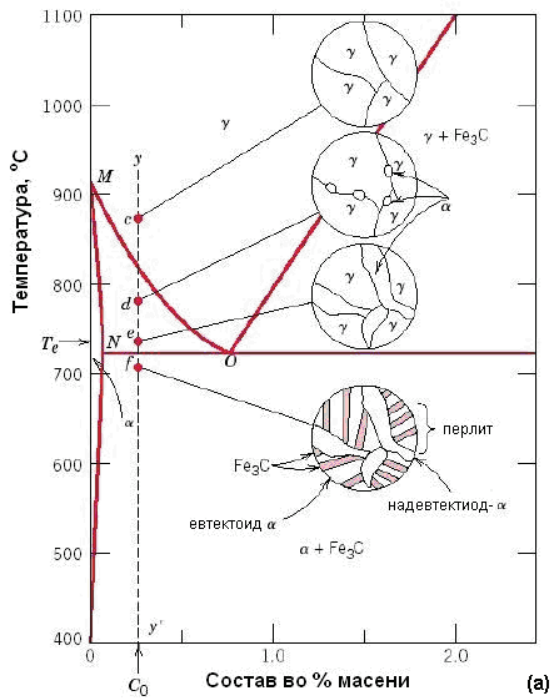 1100
1000
900
800
700
600
500
400
Температура, °C
T_e
M
N
O
y
c
d
e
f
γ
γ
γ
γ
γ
γ + Fe₃C
γ
γ
γ
γ
α
γ
γ
γ
γ
α
перлит
Fe₃C
надевтектиод- α
евтектоид α
α + Fe₃C
y'
0
1.0
2.0
C₀
Состав во % масени
(а)